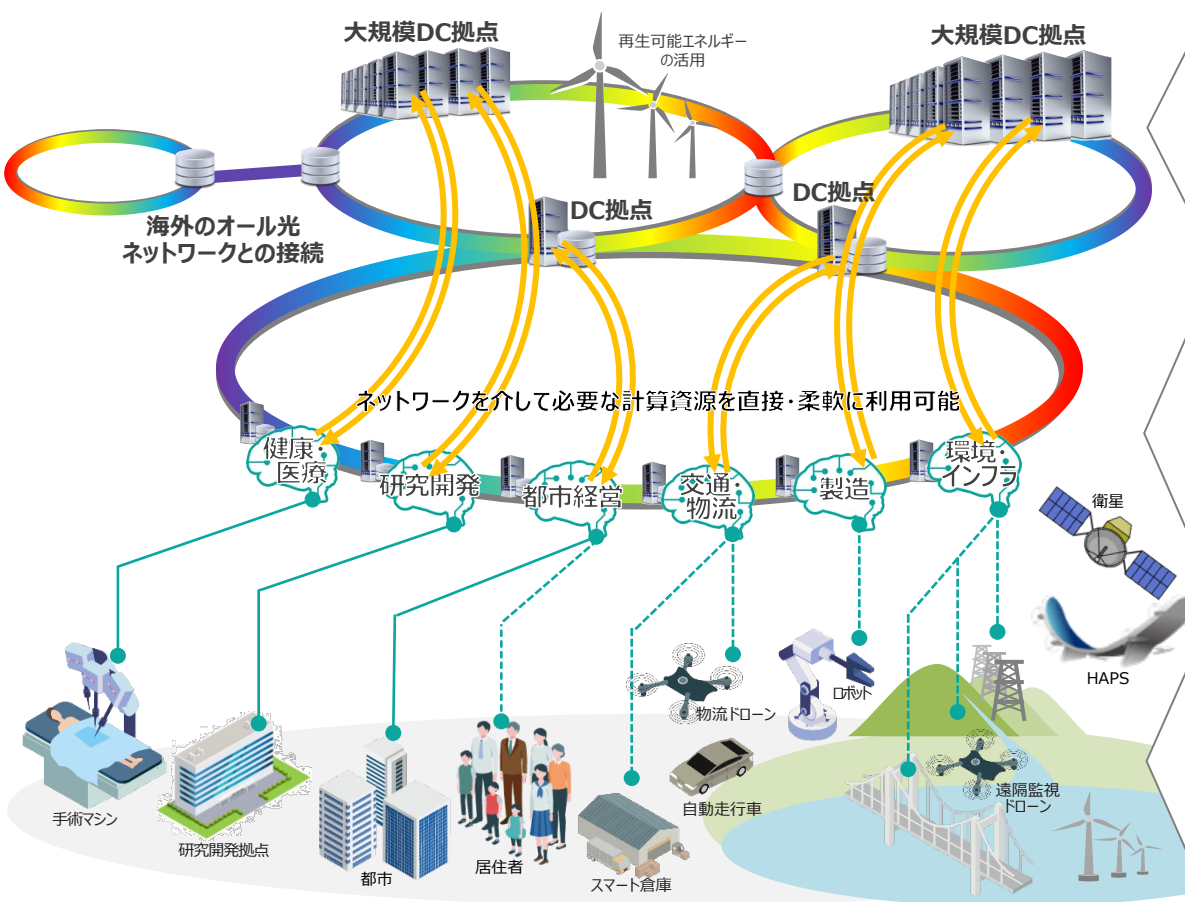 大規模DC拠点
再生可能エネルギー
の活用
大規模DC拠点
海外のオール光
ネットワークとの接続
DC拠点
DC拠点
ネットワークを介して必要な計算資源を直接・柔軟に利用可能
健康・
医療
研究開発
都市経営
交通・
物流
製造
環境・
インフラ
衛星
HAPS
ロボット
物流ドローン
自動走行車
遠隔監視
ドローン
手術マシン
研究開発拠点
都市
居住者
スマート倉庫